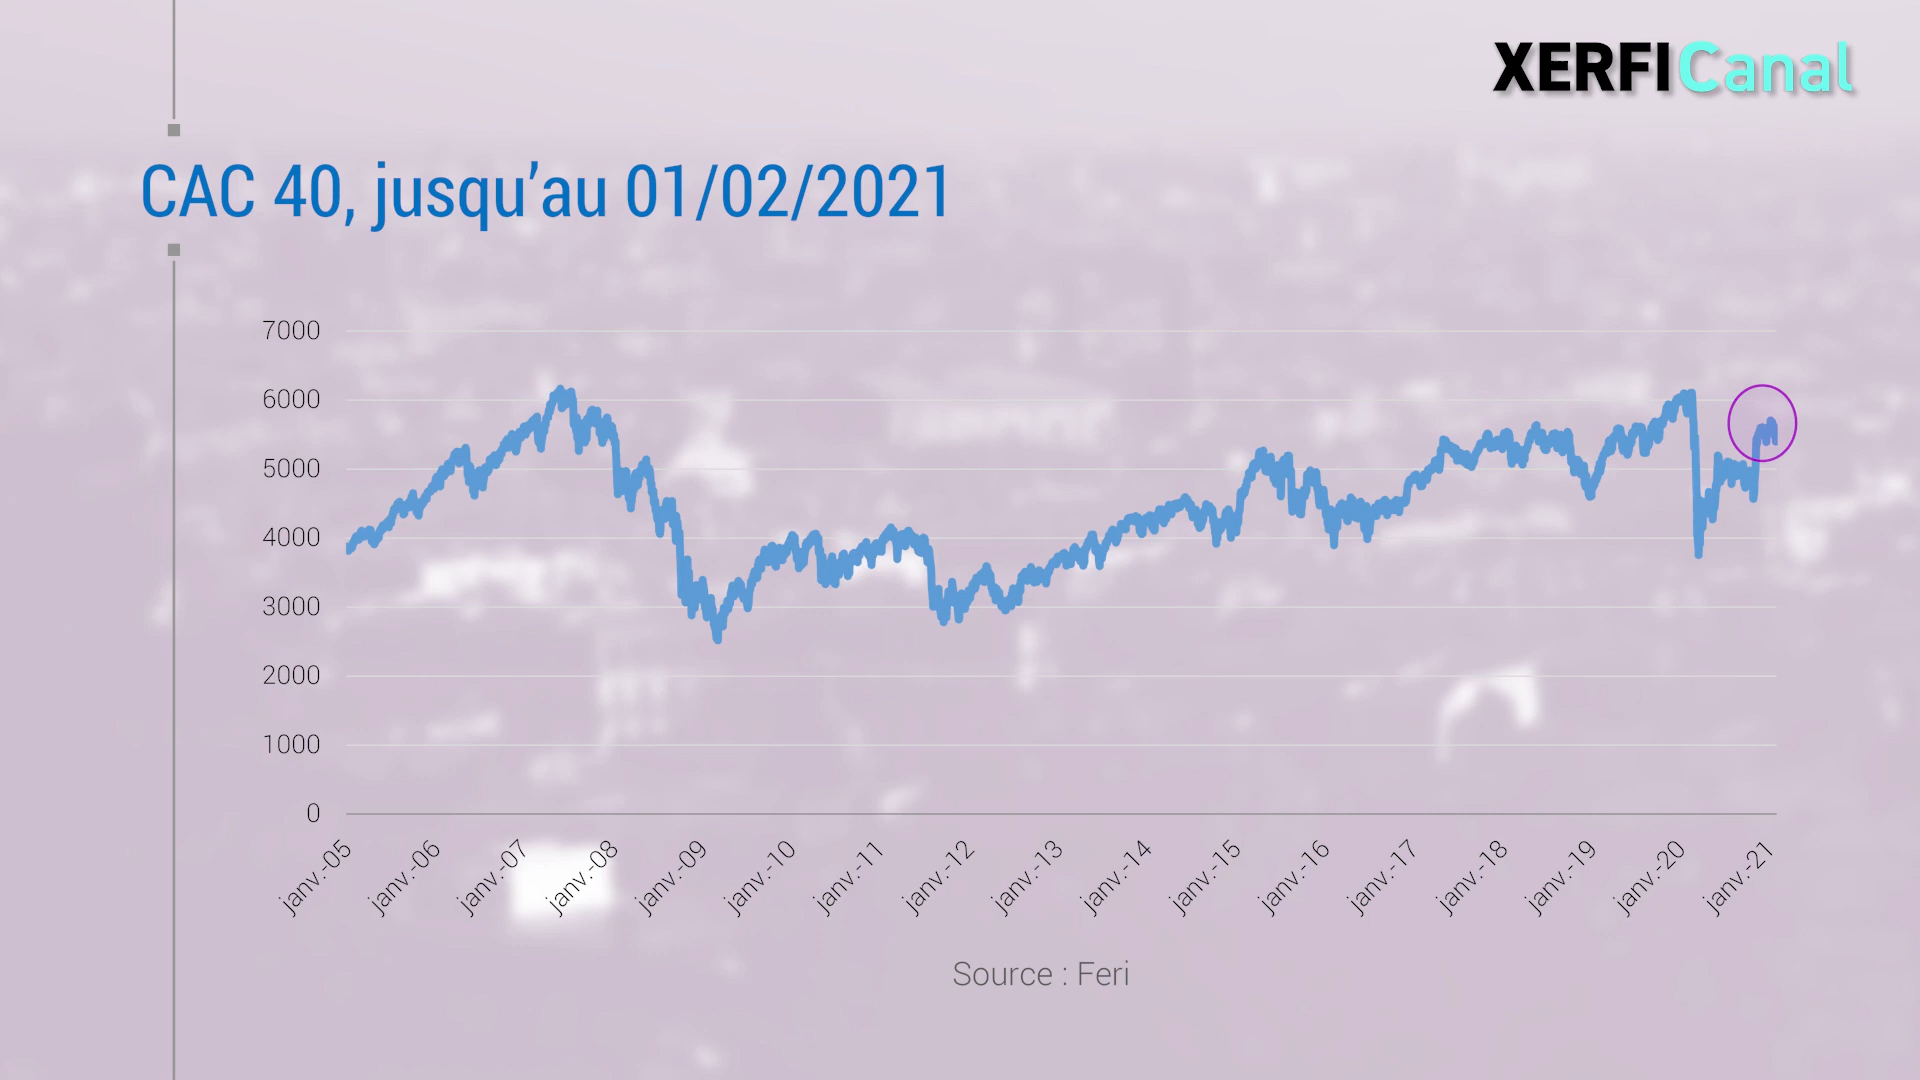 XERFI Canal
CAC 40, jusqu’au 01/02/2021
7000
6000
5000
4000
3000
2000
1000
0
janv.-05
janv.-06
janv.-07
janv.-08
janv.-09
janv.-10
janv.-11
janv.-12
janv.-13
janv.-14
janv.-15
janv.-16
janv.-17
janv.-18
janv.-19
janv.-20
janv.-21
Source : Feri